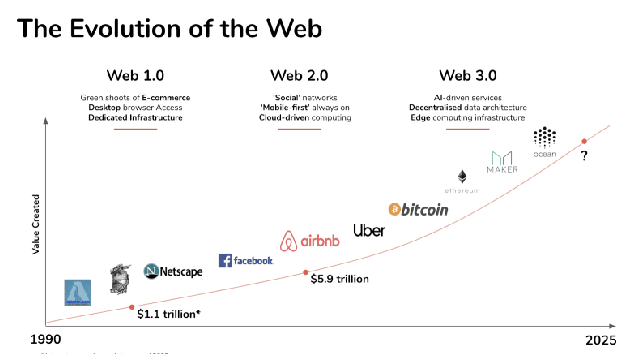 The Evolution of the Web
Web 1.0
Green shoots of E-commerce
Desktop browser Access
Dedicated Infrastructure
Web 2.0
'Social' networks
'Mobile-first' always on
Cloud-driven computing
Web 3.0
AI-driven services
Decentralised data architecture
Edge computing infrastructure
Value Created
Netscape
facebook.
airbnb
Uber
bitcoin
ethereum
MAKER
ocean
?
$1.1 trillion*
$5.9 trillion
1990
2025